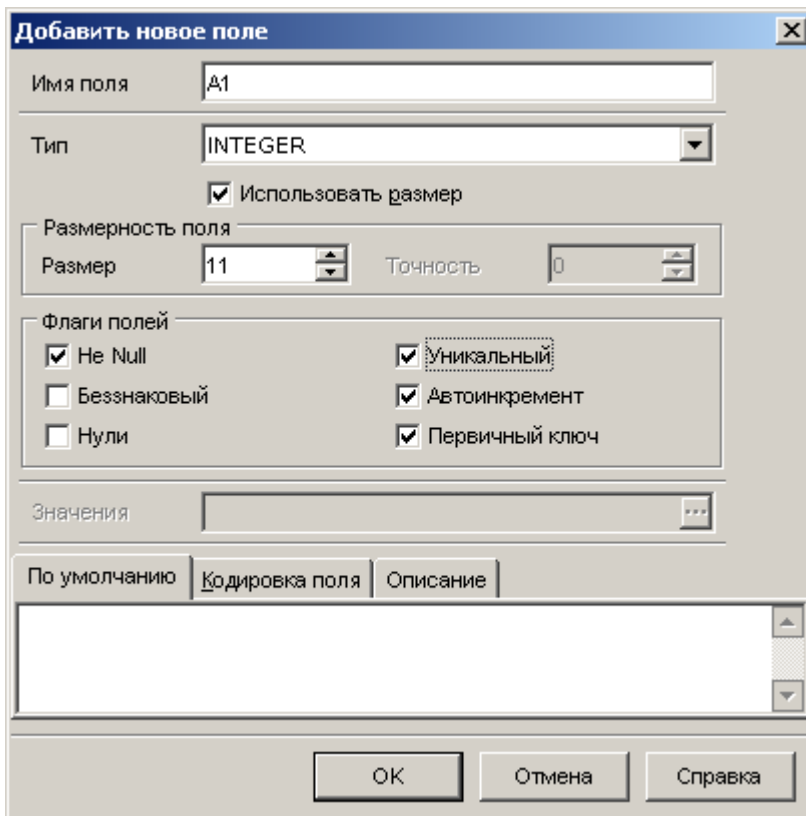 Добавить новое поле
Имя поля A1
Тип INTEGER
Использовать размер
Размерность поля
Размер 11 Точность 0
Флаги полей
Не Null Уникальный
Беззнаковый Автоинкремент
Нули Первичный ключ
Значения ...
По умолчанию Кодировка поля Описание
OK Отмена Справка